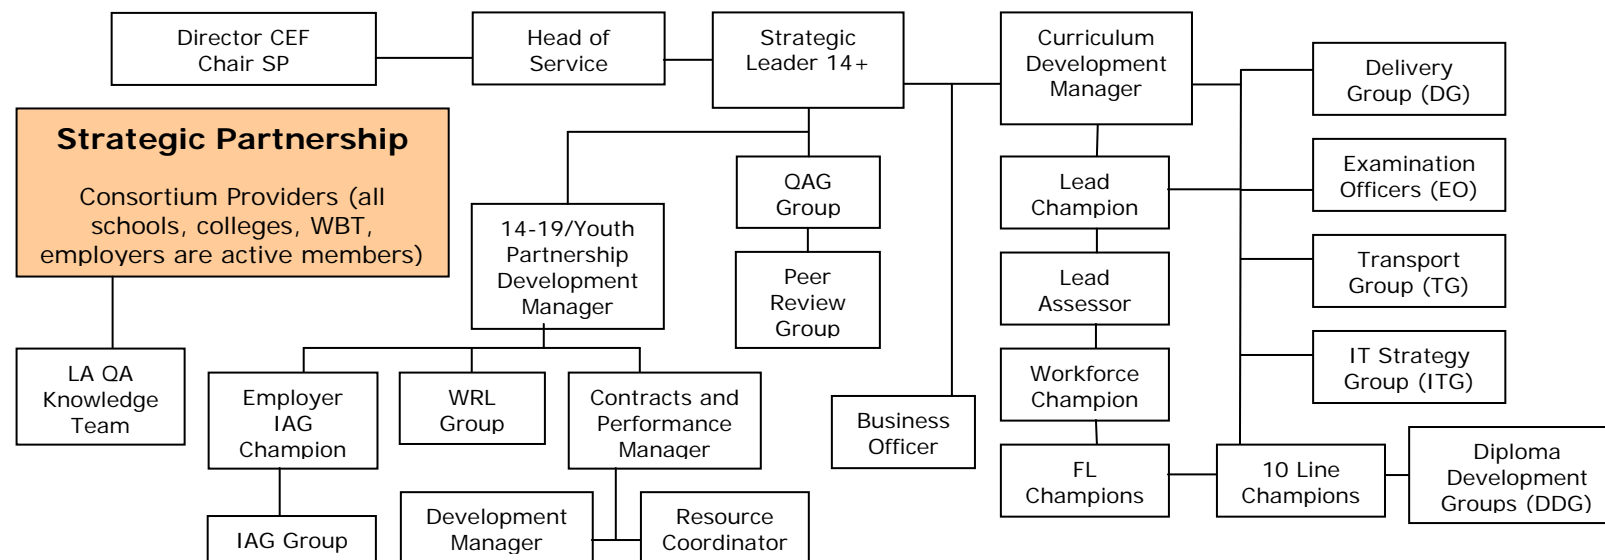 Director CEF
Chair SP
Head of
Service
Strategic
Leader 14+
Curriculum
Development
Manager
Delivery
Group (DG)
Strategic Partnership
Consortium Providers (all
schools, colleges, WBT,
employers are active members)
QAG
Group
Lead
Champion
Examination
Officers (EO)
14-19/Youth
Partnership
Development
Manager
Peer
Review
Group
Lead
Assessor
Transport
Group (TG)
LA QA
Knowledge
Team
Employer
IAG
Champion
WRL
Group
Contracts and
Performance
Manager
Business
Officer
Workforce
Champion
IT Strategy
Group (ITG)
FL
Champions
10 Line
Champions
Diploma
Development
Groups (DDG)
IAG Group
Development
Manager
Resource
Coordinator